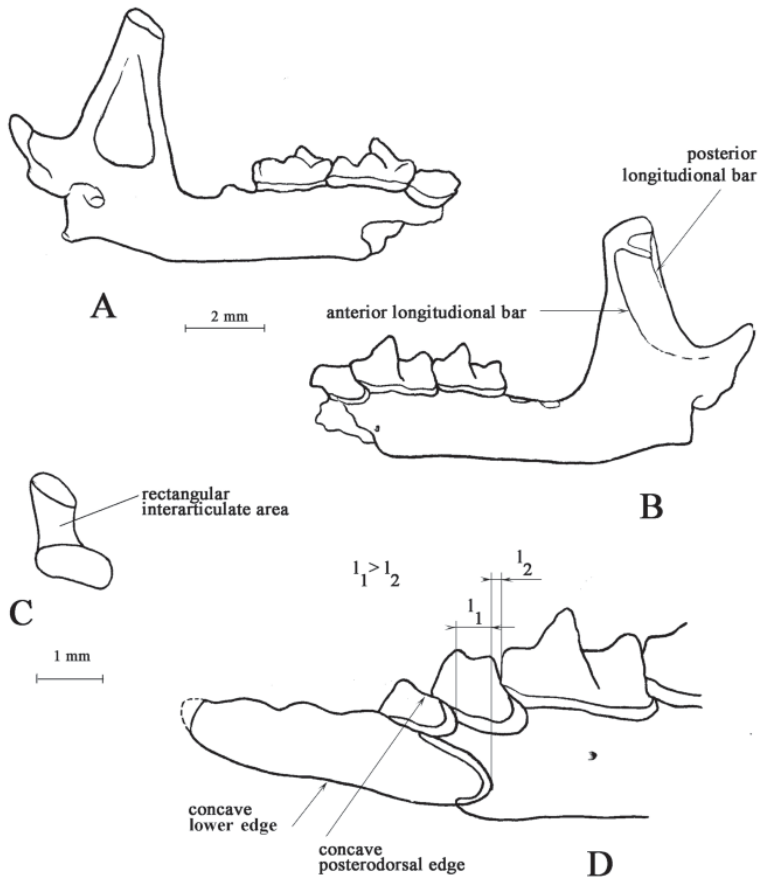 posterior
longitudional bar
A
2 mm
anterior longitudional bar
B
rectangular
interarticulate area
C
1 mm
l1 > l2
l2
l1
concave
lower edge
concave
posterodorsal edge
D